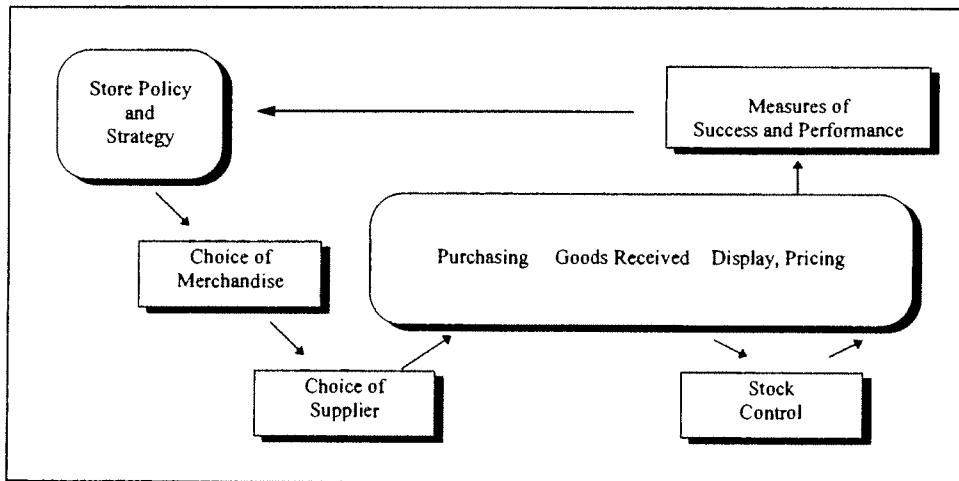 Store Policy
and
Strategy
Measures of
Success and Performance
Choice of
Merchandise
Purchasing Goods Received Display, Pricing
Choice of
Supplier
Stock
Control